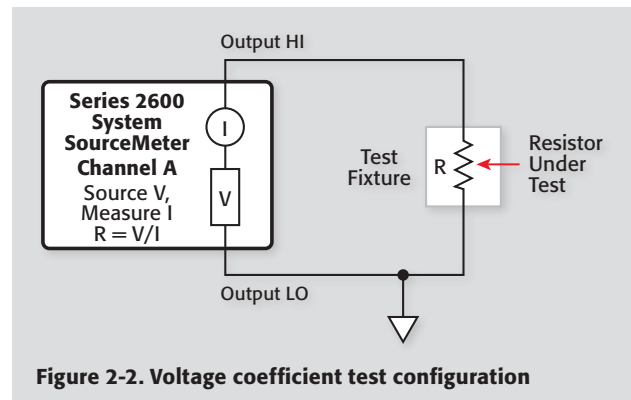 Output HI
Series 2600
System
SourceMeter
Channel A
Source V,
Measure I
R = V/I
I
V
Test
Fixture
R
Resistor
Under
Test
Output LO
Figure 2-2. Voltage coefficient test configuration